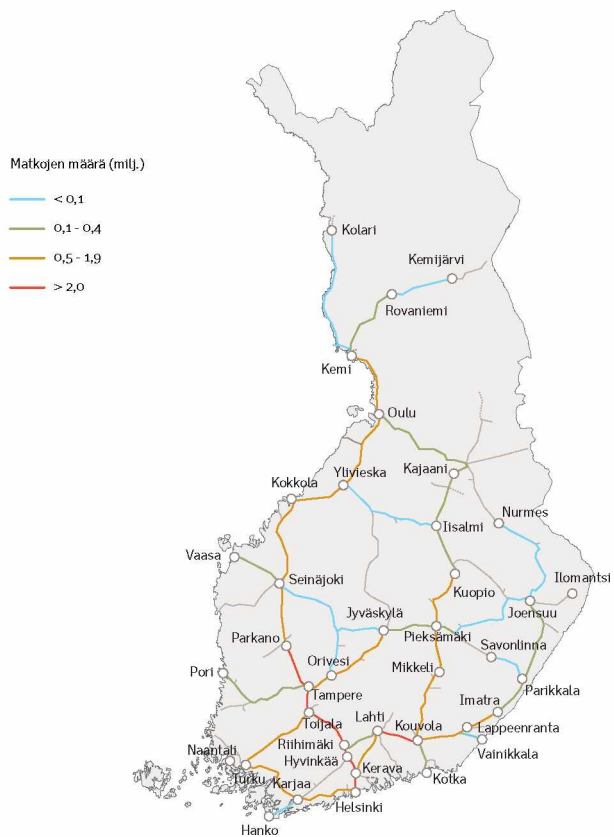 Matkojen määrä (milj.)
< 0,1
0,1 - 0,4
0,5 - 1,9
> 2,0
Kolari
Kemijärvi
Rovaniemi
Kemi
Oulu
Kajaani
Ylivieska
Kokkola
Nurmes
Iisalmi
Vaasa
Ilomantsi
Seinäjoki
Kuopio
Joensuu
Jyväskylä
Parkano
Pieksämäki
Savonlinna
Orivesi
Mikkeli
Pori
Parikkala
Tampere
Imatra
Toijala
Lahti
Kouvola
Lappeenranta
Riihimäki
Naantali
Hyvinkää
Vainikkala
Turku
Kerava
Karjaa
Kotka
Helsinki
Hanko